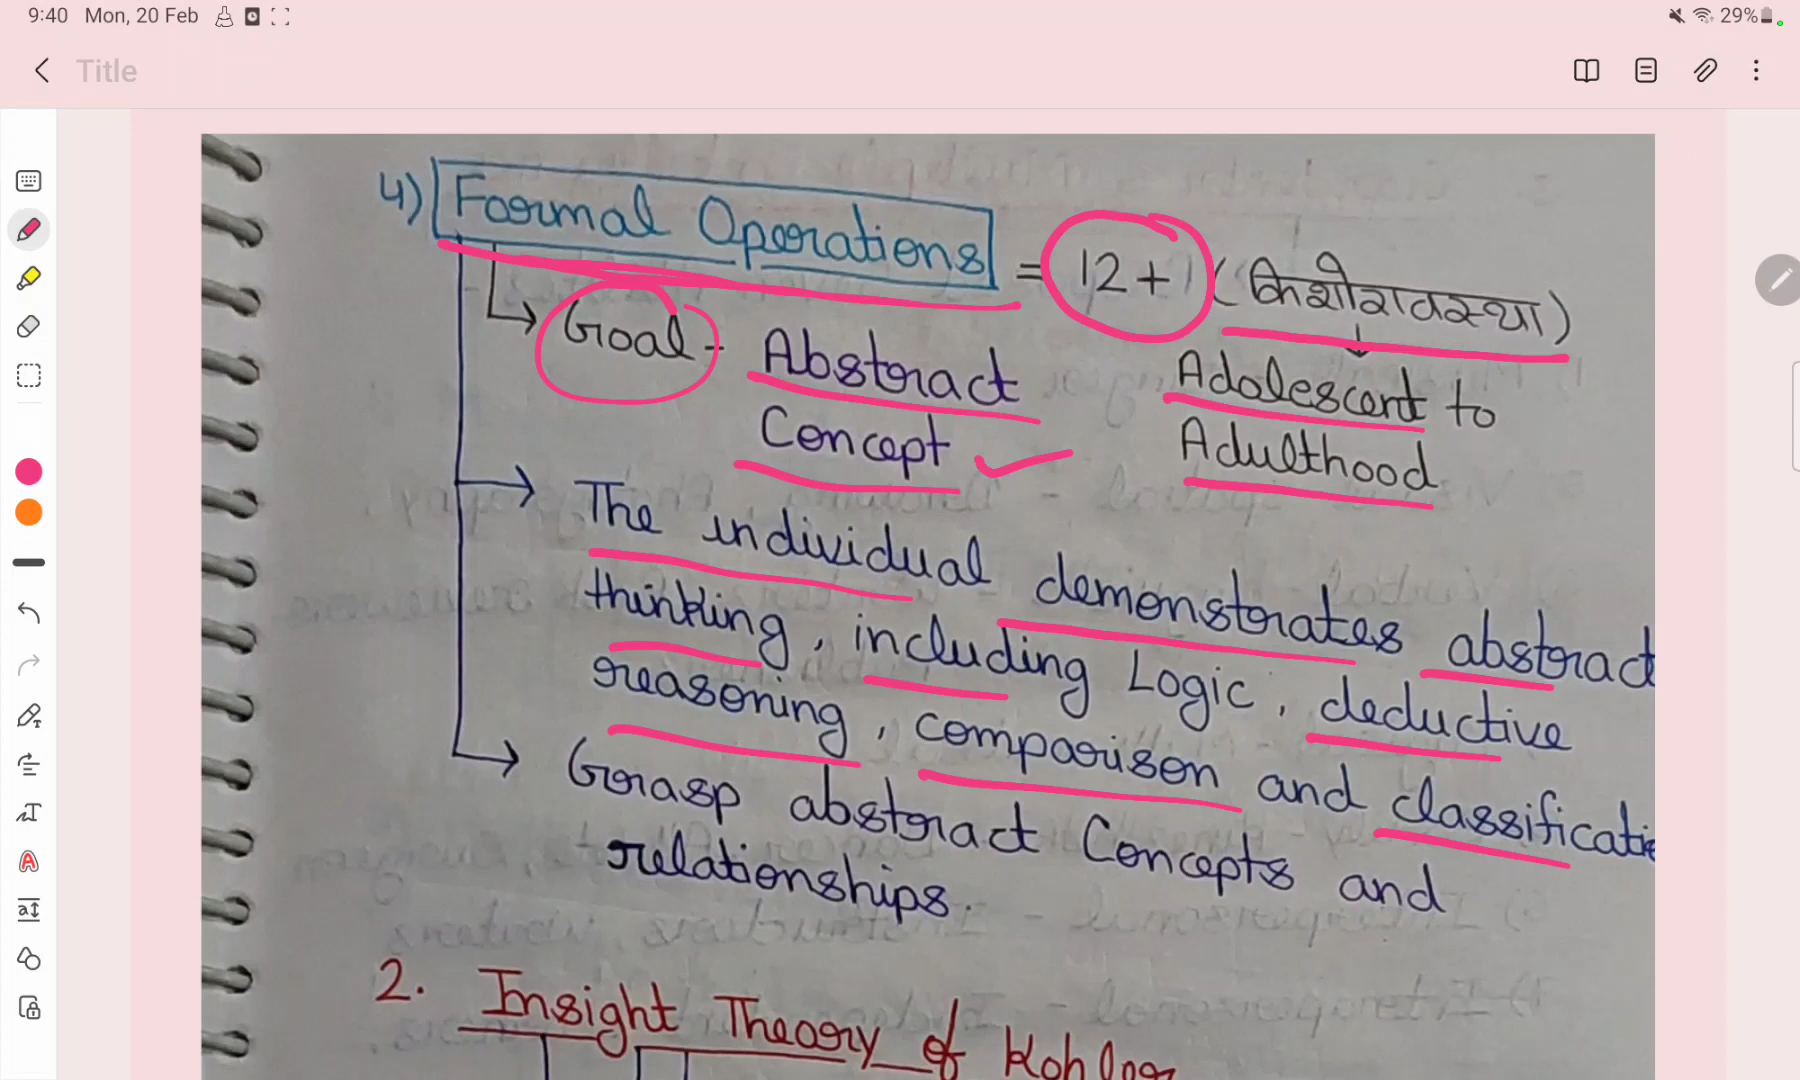 9:40 Mon, 20 Feb
29%
Title
4) Formal Operations = 12+ (किशोरावस्था)
Goal - Abstract Concept
Adolescent to
Adulthood
The individual demonstrates abstract
thinking, including Logic, deductive
reasoning, comparison and
Grasp abstract Concepts and
relationships.
2. Insight Theory of Kohler